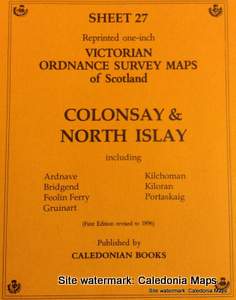 SHEET 27
Reprinted one-inch
VICTORIAN
ORDNANCE SURVEY MAPS
of Scotland
COLONSAY &
NORTH ISLAY
including
Ardnave
Bridgend
Feolin Ferry
Gruinart
Kilchoman
Kiloran
Portaskaig
(First Edition revised to 1896)
Published by
CALEDONIAN BOOKS
Site watermark: Caledonia Maps
Site watermark: Caledonia Maps